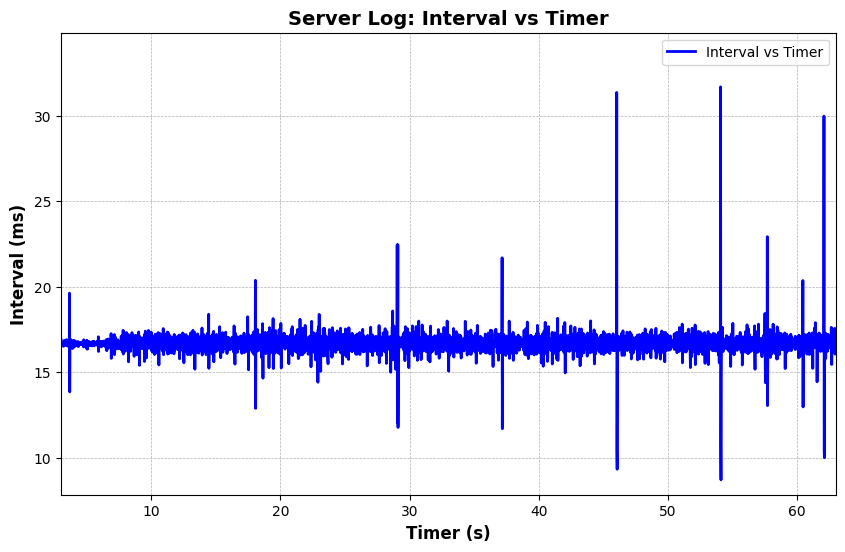 Server Log: Interval vs Timer
Interval vs Timer
Interval (ms)
30
25
20
15
10
10 20 30 40 50 60
Timer (s)